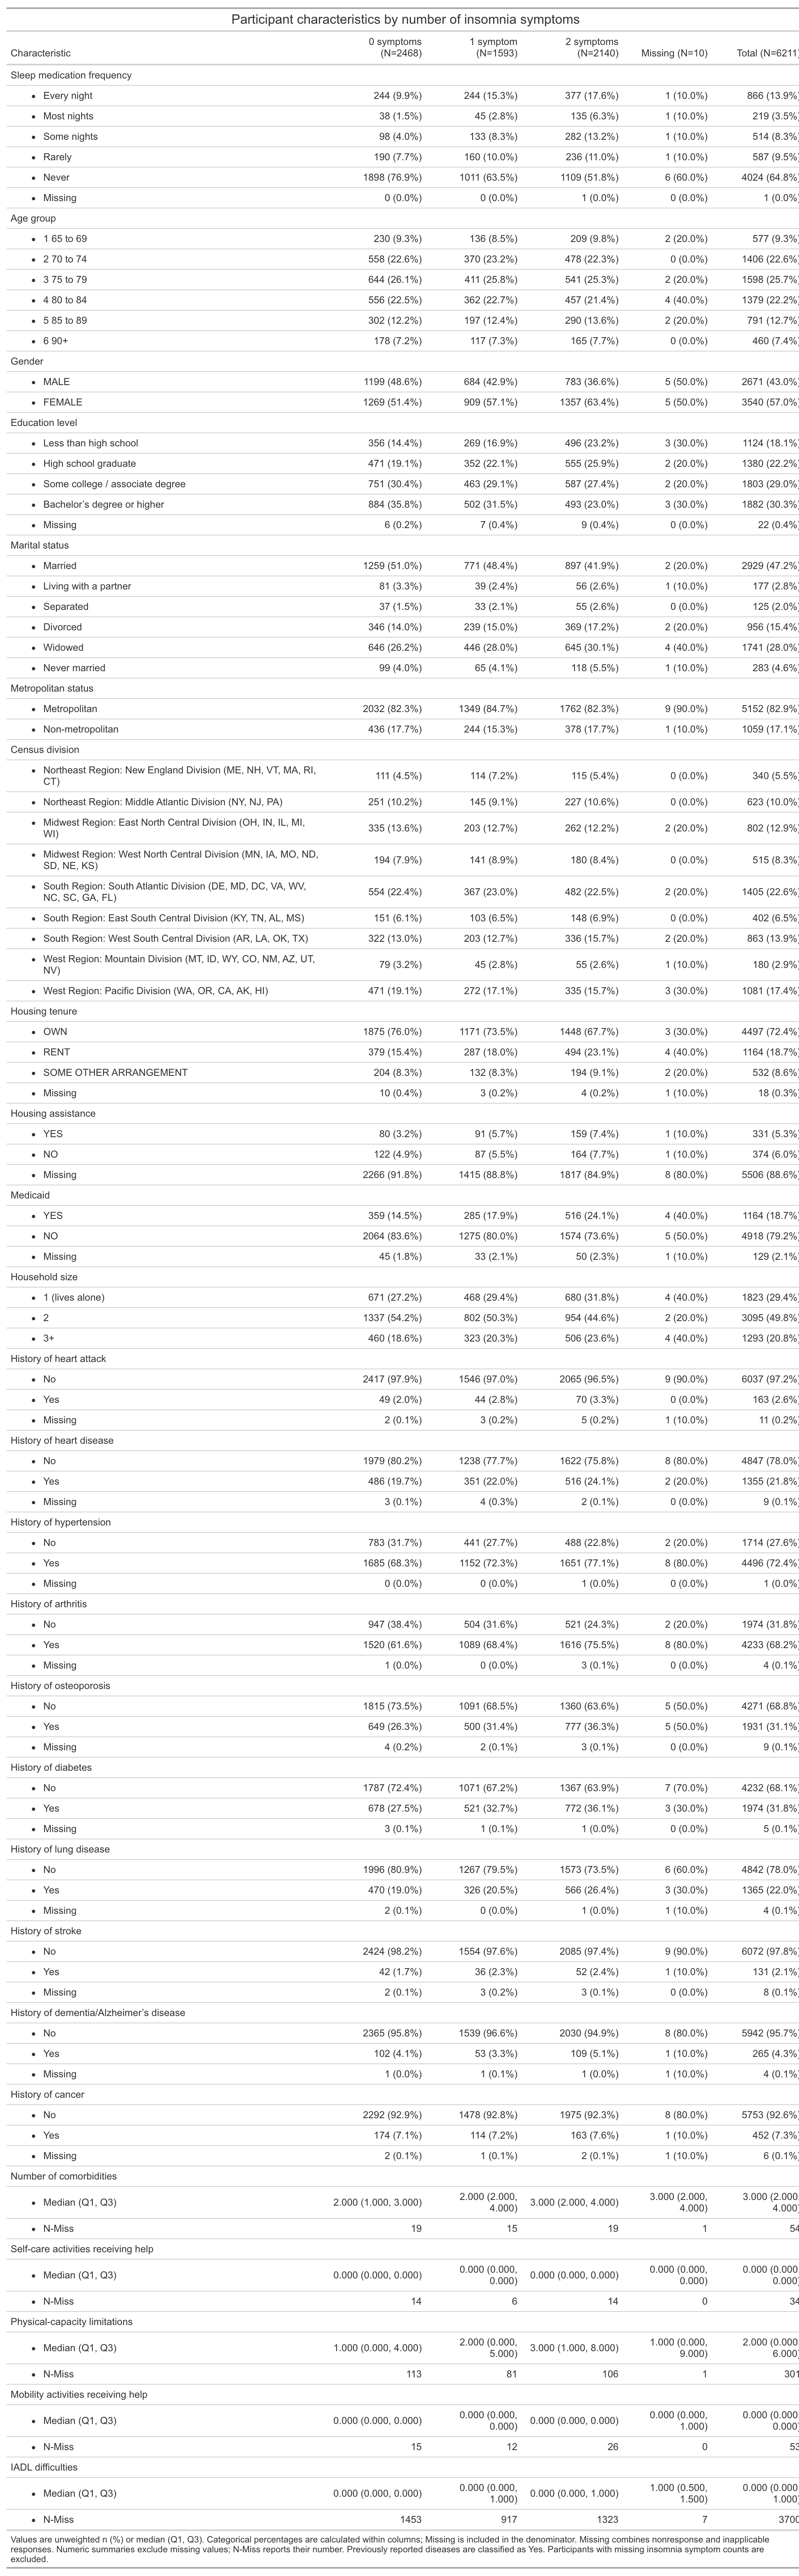 Participant characteristics by number of insomnia symptoms
Characteristic 0 symptoms (N=2468) 1 symptom (N=1593) 2 symptoms (N=2140) Missing (N=10) Total (N=6211)
Sleep medication frequency
• Every night 244 (9.9%) 244 (15.3%) 377 (17.6%) 1 (10.0%) 866 (13.9%)
• Most nights 38 (1.5%) 45 (2.8%) 135 (6.3%) 1 (10.0%) 219 (3.5%)
• Some nights 98 (4.0%) 133 (8.3%) 282 (13.2%) 1 (10.0%) 514 (8.3%)
• Rarely 190 (7.7%) 160 (10.0%) 236 (11.0%) 1 (10.0%) 587 (9.5%)
• Never 1898 (76.9%) 1011 (63.5%) 1109 (51.8%) 6 (60.0%) 4024 (64.8%)
• Missing 0 (0.0%) 0 (0.0%) 1 (0.0%) 0 (0.0%) 1 (0.0%)
Age group
• 1 65 to 69 230 (9.3%) 136 (8.5%) 209 (9.8%) 2 (20.0%) 577 (9.3%)
• 2 70 to 74 558 (22.6%) 370 (23.2%) 478 (22.3%) 0 (0.0%) 1406 (22.6%)
• 3 75 to 79 644 (26.1%) 411 (25.8%) 541 (25.3%) 2 (20.0%) 1598 (25.7%)
• 4 80 to 84 556 (22.5%) 362 (22.7%) 457 (21.4%) 4 (40.0%) 1379 (22.2%)
• 5 85 to 89 302 (12.2%) 197 (12.4%) 290 (13.6%) 2 (20.0%) 791 (12.7%)
• 6 90+ 178 (7.2%) 117 (7.3%) 165 (7.7%) 0 (0.0%) 460 (7.4%)
Gender
• MALE 1199 (48.6%) 684 (42.9%) 783 (36.6%) 5 (50.0%) 2671 (43.0%)
• FEMALE 1269 (51.4%) 909 (57.1%) 1357 (63.4%) 5 (50.0%) 3540 (57.0%)
Education level
• Less than high school 356 (14.4%) 269 (16.9%) 496 (23.2%) 3 (30.0%) 1124 (18.1%)
• High school graduate 471 (19.1%) 352 (22.1%) 555 (25.9%) 2 (20.0%) 1380 (22.2%)
• Some college / associate degree 751 (30.4%) 463 (29.1%) 587 (27.4%) 2 (20.0%) 1803 (29.0%)
• Bachelor's degree or higher 884 (35.8%) 502 (31.5%) 493 (23.0%) 3 (30.0%) 1882 (30.3%)
• Missing 6 (0.2%) 7 (0.4%) 9 (0.4%) 0 (0.0%) 22 (0.4%)
Marital status
• Married 1259 (51.0%) 771 (48.4%) 897 (41.9%) 2 (20.0%) 2929 (47.2%)
• Living with a partner 81 (3.3%) 39 (2.4%) 56 (2.6%) 1 (10.0%) 177 (2.8%)
• Separated 37 (1.5%) 33 (2.1%) 55 (2.6%) 0 (0.0%) 125 (2.0%)
• Divorced 346 (14.0%) 239 (15.0%) 369 (17.2%) 2 (20.0%) 956 (15.4%)
• Widowed 646 (26.2%) 446 (28.0%) 645 (30.1%) 4 (40.0%) 1741 (28.0%)
• Never married 99 (4.0%) 65 (4.1%) 118 (5.5%) 1 (10.0%) 283 (4.6%)
Metropolitan status
• Metropolitan 2032 (82.3%) 1349 (84.7%) 1762 (82.3%) 9 (90.0%) 5152 (82.9%)
• Non-metropolitan 436 (17.7%) 244 (15.3%) 378 (17.7%) 1 (10.0%) 1059 (17.1%)
Census division
• Northeast Region: New England Division (ME, NH, VT, MA, RI, CT) 111 (4.5%) 114 (7.2%) 115 (5.4%) 0 (0.0%) 340 (5.5%)
• Northeast Region: Middle Atlantic Division (NY, NJ, PA) 251 (10.2%) 145 (9.1%) 227 (10.6%) 0 (0.0%) 623 (10.0%)
• Midwest Region: East North Central Division (OH, IN, IL, MI, WI) 335 (13.6%) 203 (12.7%) 262 (12.2%) 2 (20.0%) 802 (12.9%)
• Midwest Region: West North Central Division (MN, IA, MO, ND, SD, NE, KS) 194 (7.9%) 141 (8.9%) 180 (8.4%) 0 (0.0%) 515 (8.3%)
• South Region: South Atlantic Division (DE, MD, DC, VA, WV, NC, SC, GA, FL) 554 (22.4%) 367 (23.0%) 482 (22.5%) 2 (20.0%) 1405 (22.6%)
• South Region: East South Central Division (KY, TN, AL, MS) 151 (6.1%) 103 (6.5%) 148 (6.9%) 0 (0.0%) 402 (6.5%)
• South Region: West South Central Division (AR, LA, OK, TX) 322 (13.0%) 203 (12.7%) 336 (15.7%) 2 (20.0%) 863 (13.9%)
• West Region: Mountain Division (MT, ID, WY, CO, NM, AZ, UT, NV) 79 (3.2%) 45 (2.8%) 55 (2.6%) 1 (10.0%) 180 (2.9%)
• West Region: Pacific Division (WA, OR, CA, AK, HI) 471 (19.1%) 272 (17.1%) 335 (15.7%) 3 (30.0%) 1081 (17.4%)
Housing tenure
• OWN 1875 (76.0%) 1171 (73.5%) 1448 (67.7%) 3 (30.0%) 4497 (72.4%)
• RENT 379 (15.4%) 287 (18.0%) 494 (23.1%) 4 (40.0%) 1164 (18.7%)
• SOME OTHER ARRANGEMENT 204 (8.3%) 132 (8.3%) 194 (9.1%) 2 (20.0%) 532 (8.6%)
• Missing 10 (0.4%) 3 (0.2%) 4 (0.2%) 1 (10.0%) 18 (0.3%)
Housing assistance
• YES 80 (3.2%) 91 (5.7%) 159 (7.4%) 1 (10.0%) 331 (5.3%)
• NO 122 (4.9%) 87 (5.5%) 164 (7.7%) 1 (10.0%) 374 (6.0%)
• Missing 2266 (91.8%) 1415 (88.8%) 1817 (84.9%) 8 (80.0%) 5506 (88.6%)
Medicaid
• YES 359 (14.5%) 285 (17.9%) 516 (24.1%) 4 (40.0%) 1164 (18.7%)
• NO 2064 (83.6%) 1275 (80.0%) 1574 (73.6%) 5 (50.0%) 4918 (79.2%)
• Missing 45 (1.8%) 33 (2.1%) 50 (2.3%) 1 (10.0%) 129 (2.1%)
Household size
• 1 (lives alone) 671 (27.2%) 468 (29.4%) 680 (31.8%) 4 (40.0%) 1823 (29.4%)
• 2 1337 (54.2%) 802 (50.3%) 954 (44.6%) 2 (20.0%) 3095 (49.8%)
• 3+ 460 (18.6%) 323 (20.3%) 506 (23.6%) 4 (40.0%) 1293 (20.8%)
History of heart attack
• No 2417 (97.9%) 1546 (97.0%) 2065 (96.5%) 9 (90.0%) 6037 (97.2%)
• Yes 49 (2.0%) 44 (2.8%) 70 (3.3%) 0 (0.0%) 163 (2.6%)
• Missing 2 (0.1%) 3 (0.2%) 5 (0.2%) 1 (10.0%) 11 (0.2%)
History of heart disease
• No 1979 (80.2%) 1238 (77.7%) 1622 (75.8%) 8 (80.0%) 4847 (78.0%)
• Yes 486 (19.7%) 351 (22.0%) 516 (24.1%) 2 (20.0%) 1355 (21.8%)
• Missing 3 (0.1%) 4 (0.3%) 2 (0.1%) 0 (0.0%) 9 (0.1%)
History of hypertension
• No 783 (31.7%) 441 (27.7%) 488 (22.8%) 2 (20.0%) 1714 (27.6%)
• Yes 1685 (68.3%) 1152 (72.3%) 1651 (77.1%) 8 (80.0%) 4496 (72.4%)
• Missing 0 (0.0%) 0 (0.0%) 1 (0.0%) 0 (0.0%) 1 (0.0%)
History of arthritis
• No 947 (38.4%) 504 (31.6%) 521 (24.3%) 2 (20.0%) 1974 (31.8%)
• Yes 1520 (61.6%) 1089 (68.4%) 1616 (75.5%) 8 (80.0%) 4233 (68.2%)
• Missing 1 (0.0%) 0 (0.0%) 3 (0.1%) 0 (0.0%) 4 (0.1%)
History of osteoporosis
• No 1815 (73.5%) 1091 (68.5%) 1360 (63.6%) 5 (50.0%) 4271 (68.8%)
• Yes 649 (26.3%) 500 (31.4%) 777 (36.3%) 5 (50.0%) 1931 (31.1%)
• Missing 4 (0.2%) 2 (0.1%) 3 (0.1%) 0 (0.0%) 9 (0.1%)
History of diabetes
• No 1787 (72.4%) 1071 (67.2%) 1367 (63.9%) 7 (70.0%) 4232 (68.1%)
• Yes 678 (27.5%) 521 (32.7%) 772 (36.1%) 3 (30.0%) 1974 (31.8%)
• Missing 3 (0.1%) 1 (0.1%) 1 (0.0%) 0 (0.0%) 5 (0.1%)
History of lung disease
• No 1996 (80.9%) 1267 (79.5%) 1573 (73.5%) 6 (60.0%) 4842 (78.0%)
• Yes 470 (19.0%) 326 (20.5%) 566 (26.4%) 3 (30.0%) 1365 (22.0%)
• Missing 2 (0.1%) 0 (0.0%) 1 (0.0%) 1 (10.0%) 4 (0.1%)
History of stroke
• No 2424 (98.2%) 1554 (97.6%) 2085 (97.4%) 9 (90.0%) 6072 (97.8%)
• Yes 42 (1.7%) 36 (2.3%) 52 (2.4%) 1 (10.0%) 131 (2.1%)
• Missing 2 (0.1%) 3 (0.2%) 3 (0.1%) 0 (0.0%) 8 (0.1%)
History of dementia/Alzheimer's disease
• No 2365 (95.8%) 1539 (96.6%) 2030 (94.9%) 8 (80.0%) 5942 (95.7%)
• Yes 102 (4.1%) 53 (3.3%) 109 (5.1%) 1 (10.0%) 265 (4.3%)
• Missing 1 (0.0%) 1 (0.1%) 1 (0.0%) 1 (10.0%) 4 (0.1%)
History of cancer
• No 2292 (92.9%) 1478 (92.8%) 1975 (92.3%) 8 (80.0%) 5753 (92.6%)
• Yes 174 (7.1%) 114 (7.2%) 163 (7.6%) 1 (10.0%) 452 (7.3%)
• Missing 2 (0.1%) 1 (0.1%) 2 (0.1%) 1 (10.0%) 6 (0.1%)
Number of comorbidities
• Median (Q1, Q3) 2.000 (1.000, 3.000) 2.000 (2.000, 4.000) 3.000 (2.000, 4.000) 3.000 (2.000, 4.000) 3.000 (2.000, 4.000)
• N-Miss 19 15 19 1 54
Self-care activities receiving help
• Median (Q1, Q3) 0.000 (0.000, 0.000) 0.000 (0.000, 0.000) 0.000 (0.000, 0.000) 0.000 (0.000, 0.000) 0.000 (0.000, 0.000)
• N-Miss 14 6 14 0 34
Physical-capacity limitations
• Median (Q1, Q3) 1.000 (0.000, 4.000) 2.000 (0.000, 5.000) 3.000 (1.000, 8.000) 1.000 (0.000, 9.000) 2.000 (0.000, 6.000)
• N-Miss 113 81 106 1 301
Mobility activities receiving help
• Median (Q1, Q3) 0.000 (0.000, 0.000) 0.000 (0.000, 0.000) 0.000 (0.000, 0.000) 0.000 (0.000, 1.000) 0.000 (0.000, 0.000)
• N-Miss 15 12 26 0 53
IADL difficulties
• Median (Q1, Q3) 0.000 (0.000, 0.000) 0.000 (0.000, 1.000) 0.000 (0.000, 1.000) 1.000 (0.500, 1.500) 0.000 (0.000, 1.000)
• N-Miss 1453 917 1323 7 3700
Values are unweighted n (%) or median (Q1, Q3). Categorical percentages are calculated within columns; Missing is included in the denominator. Missing combines nonresponse and inapplicable
responses. Numeric summaries exclude missing values; N-Miss reports their number. Previously reported diseases are classified as Yes. Participants with missing insomnia symptom counts are
excluded.